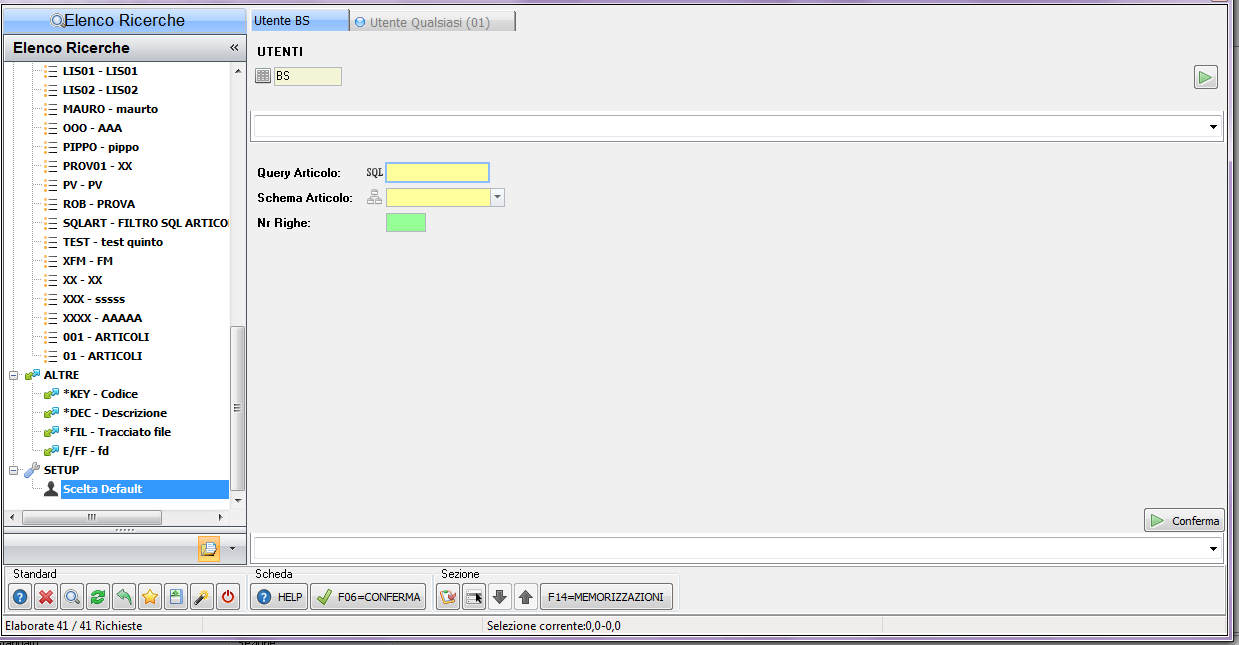 Elenco Ricerche
Elenco Ricerche «
LIS01 - LIS01
LIS02 - LIS02
MAURO - maurto
OOO - AAA
PIPPO - pippo
PROV01 - XX
PV - PV
ROB - PROVA
SQLART - FILTRO SQL ARTICO
TEST - test quinto
XFM - FM
XX - XX
XXX - sssss
XXXX - AAAAA
001 - ARTICOLI
01 - ARTICOLI
ALTRE
*KEY - Codice
*DEC - Descrizione
*FIL - Tracciato file
E/FF - fd
SETUP
Scelta Default
Utente BS
Utente Qualsiasi (01)
UTENTI
BS
Query Articolo: SQL
Schema Articolo:
Nr Righe:
Conferma
Standard
Scheda
HELP
F06=CONFERMA
Sezione
F14=MEMORIZZAZIONI
Elaborate 41 / 41 Richieste
Selezione corrente:0,0-0,0